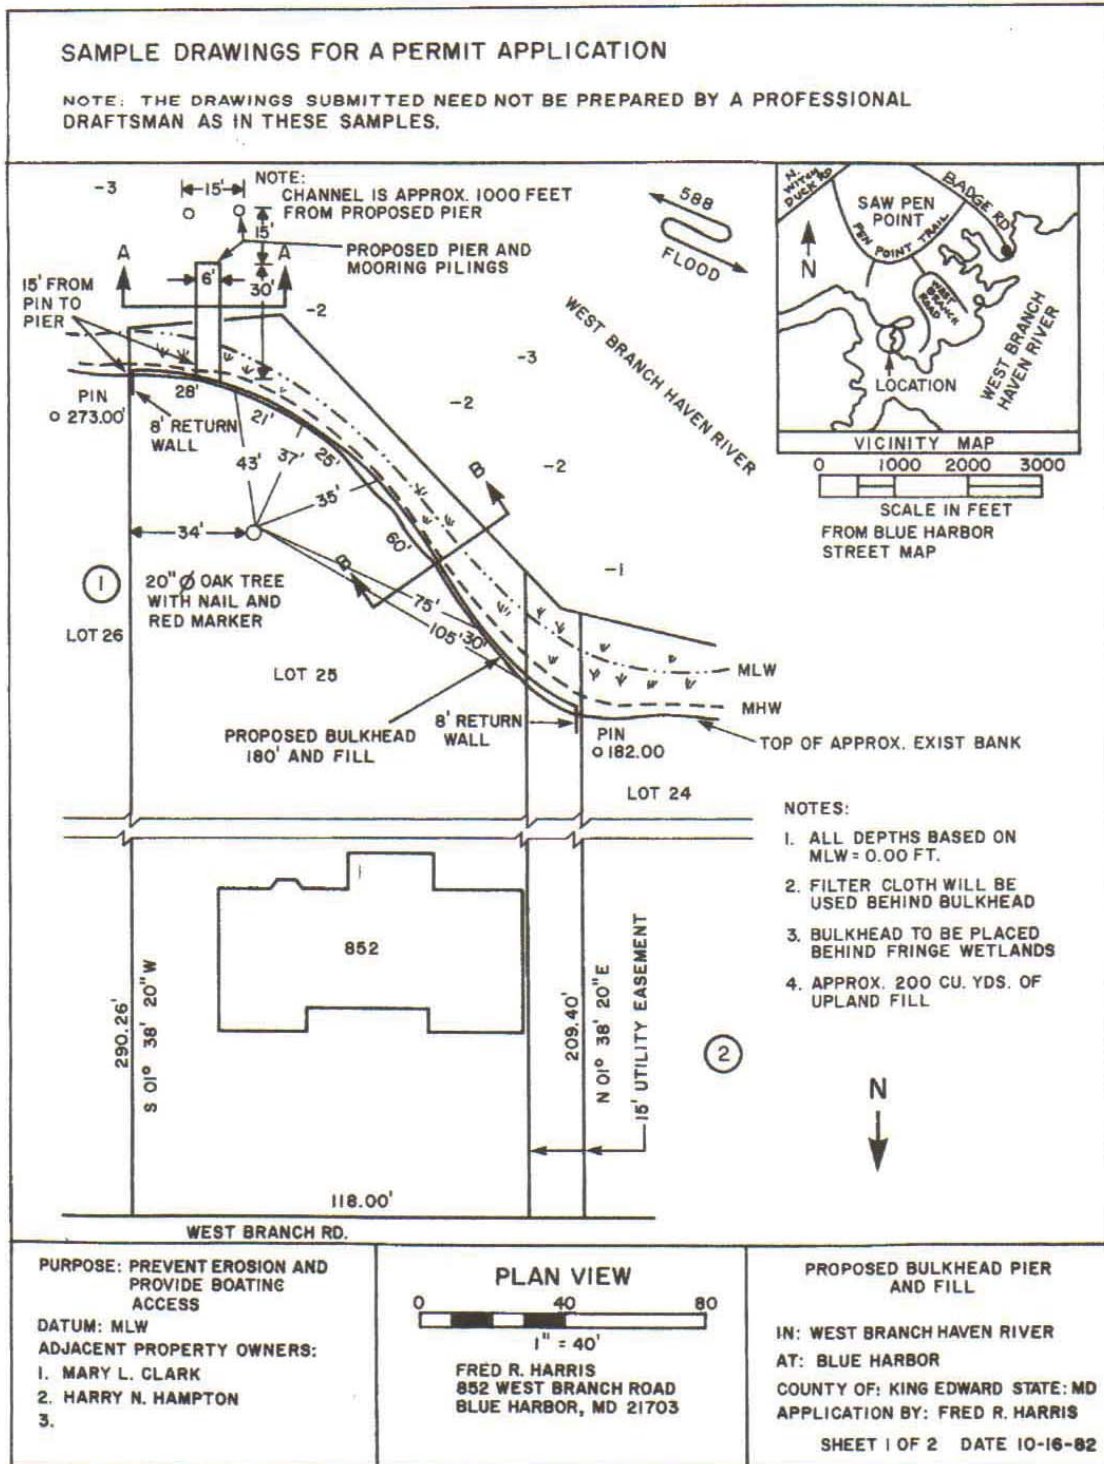 SAMPLE DRAWINGS FOR A PERMIT APPLICATION
NOTE: THE DRAWINGS SUBMITTED NEED NOT BE PREPARED BY A PROFESSIONAL
DRAFTSMAN AS IN THESE SAMPLES.
-3
15'
NOTE:
CHANNEL IS APPROX. 1000 FEET
FROM PROPOSED PIER
15'
PROPOSED PIER AND
MOORING PILINGS
A
A
6'
30'
15' FROM
PIN TO
PIER
-2
-3
-2
-2
-1
588
FLOOD
WEST BRANCH HAVEN RIVER
N. WITCH
DUCK RD
BADGE RD
SAW PEN
POINT
PEN POINT TRAIL
N
WEST
BRANCH
ROAD
WEST BRANCH
HAVEN RIVER
LOCATION
VICINITY MAP
0 1000 2000 3000
SCALE IN FEET
FROM BLUE HARBOR
STREET MAP
PIN
273.00'
28'
8' RETURN
WALL
21'
25'
43'
37'
35'
34'
60'
B
B
1
20" Ø OAK TREE
WITH NAIL AND
RED MARKER
75'
105'
30'
LOT 26
LOT 25
MLW
MHW
PROPOSED BULKHEAD
180' AND FILL
8' RETURN
WALL
PIN
182.00
TOP OF APPROX. EXIST BANK
LOT 24
NOTES:
1. ALL DEPTHS BASED ON
MLW = 0.00 FT.
2. FILTER CLOTH WILL BE
USED BEHIND BULKHEAD
3. BULKHEAD TO BE PLACED
BEHIND FRINGE WETLANDS
4. APPROX. 200 CU. YDS. OF
UPLAND FILL
852
290.26'
S 01° 38' 20" W
209.40'
N 01° 38' 20" E
15' UTILITY EASEMENT
2
N
118.00'
WEST BRANCH RD.
PURPOSE: PREVENT EROSION AND
PROVIDE BOATING
ACCESS
DATUM: MLW
ADJACENT PROPERTY OWNERS:
1. MARY L. CLARK
2. HARRY N. HAMPTON
3.
PLAN VIEW
0 40 80
1" = 40'
FRED R. HARRIS
852 WEST BRANCH ROAD
BLUE HARBOR, MD 21703
PROPOSED BULKHEAD PIER
AND FILL
IN: WEST BRANCH HAVEN RIVER
AT: BLUE HARBOR
COUNTY OF: KING EDWARD STATE: MD
APPLICATION BY: FRED R. HARRIS
SHEET 1 OF 2 DATE 10-16-82